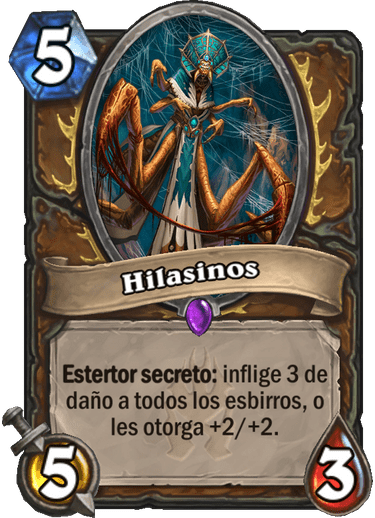 5
Hilasinos
Estertor secreto: inflige 3 de
daño a todos los esbirros, o
les otorga +2/+2.
5
3